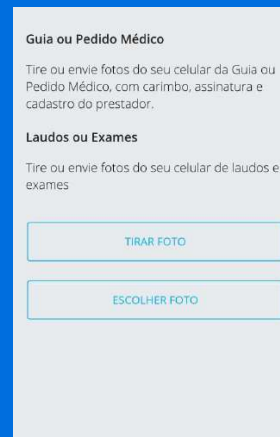 Guia ou Pedido Médico
Tire ou envie fotos do seu celular da Guia ou
Pedido Médico, com carimbo, assinatura e
cadastro do prestador.
Laudos ou Exames
Tire ou envie fotos do seu celular de laudos e
exames
TIRAR FOTO
ESCOLHER FOTO